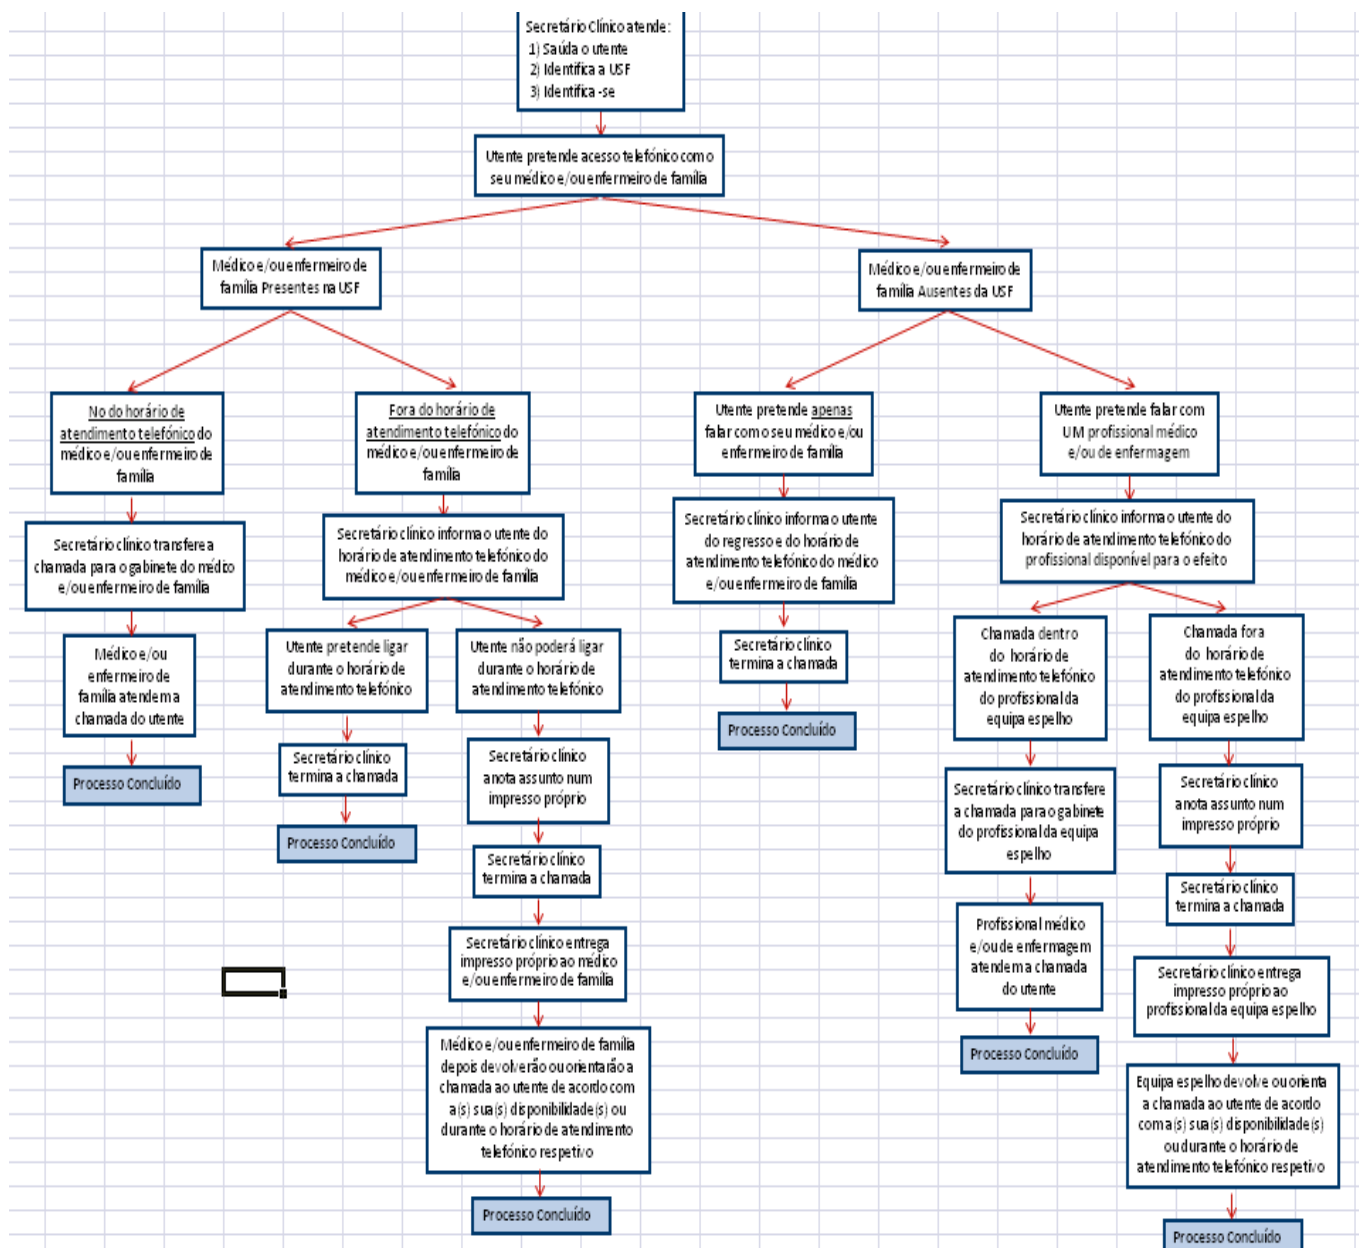 Secretário Clínico atende:
1) Saúda o utente
2) Identifica a USF
3) Identifica -se
Utente pretende acesso telefónico com o
seu médico e/ou enfermeiro de família
Médico e/ou enfermeiro de
família Presentes na USF
Médico e/ou enfermeiro de
família Ausentes da USF
No do horário de
atendimento telefónico do
médico e/ou enfermeiro de
família
Fora do horário de
atendimento telefónico do
médico e/ou enfermeiro de
família
Utente pretende apenas
falar com o seu médico e/ou
enfermeiro de família
Utente pretende falar com
UM profissional médico
e/ou de enfermagem
Secretário clínico transfere a
chamada para o gabinete do médico
e/ou enfermeiro de família
Secretário clínico informa o utente do
horário de atendimento telefónico do
médico e/ou enfermeiro de família
Secretário clínico informa o utente
do regresso e do horário de
atendimento telefónico do médico
e/ou enfermeiro de família
Secretário clínico informa o utente do
horário de atendimento telefónico do
profissional disponível para o efeito
Médico e/ou
enfermeiro de
família atendem a
chamada do utente
Utente pretende ligar
durante o horário de
atendimento telefónico
Utente não poderá ligar
durante o horário de
atendimento telefónico
Secretário clínico
termina a chamada
Chamada dentro
do horário de
atendimento telefónico
do profissional da
equipa espelho
Chamada fora
do horário de
atendimento telefónico
do profissional da
equipa espelho
Processo Concluído
Secretário clínico
termina a chamada
Secretário clínico
anota assunto num
impresso próprio
Processo Concluído
Secretário clínico transfere
a chamada para o gabinete
do profissional da equipa
espelho
Secretário clínico
anota assunto num
impresso próprio
Processo Concluído
Secretário clínico
termina a chamada
Secretário clínico
termina a chamada
Secretário clínico entrega
impresso próprio ao médico
e/ou enfermeiro de família
Profissional médico
e/ou de enfermagem
atendem a chamada
do utente
Secretário clínico entrega
impresso próprio ao
profissional da equipa espelho
Médico e/ou enfermeiro de família
depois devolverão ou orientarão a
chamada ao utente de acordo com
a(s) sua(s) disponibilidade(s) ou
durante o horário de atendimento
telefónico respetivo
Processo Concluído
Equipa espelho devolve ou orienta
a chamada ao utente de acordo
com a(s) sua(s) disponibilidade(s)
ou durante o horário de
atendimento telefónico respetivo
Processo Concluído
Processo Concluído